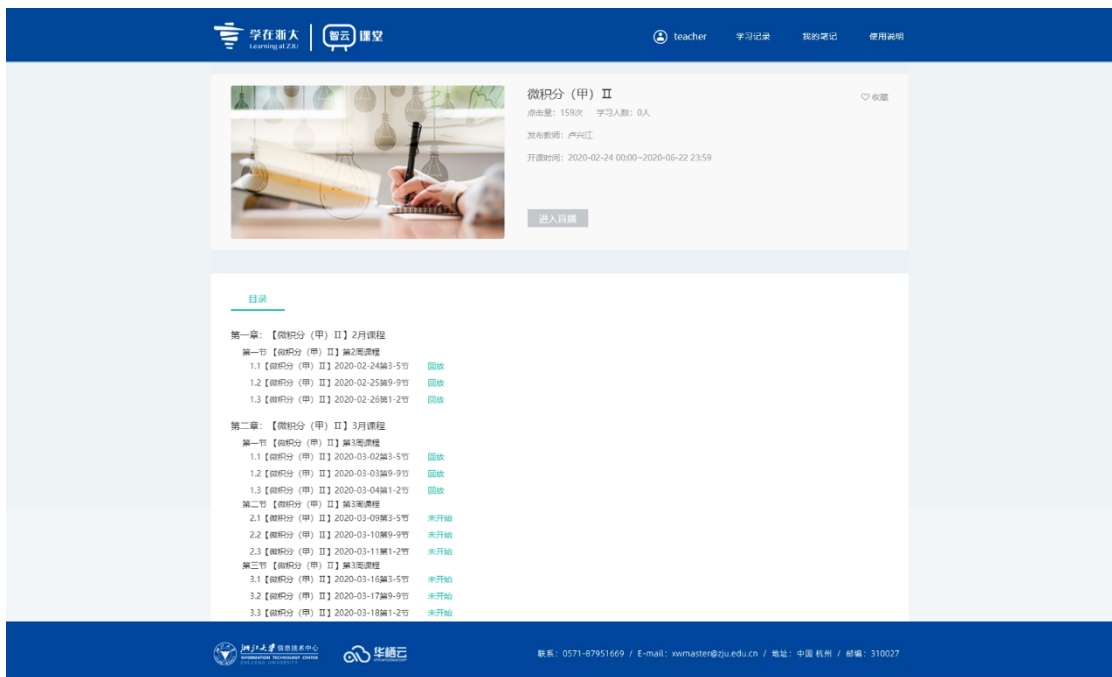 学在浙大 智云课堂
Learning at ZJU
teacher 学习记录 我的笔记 使用说明
微积分（甲）Ⅱ
收藏
点击量：159次 学习人数：0人
发布教师：卢兴江
开课时间：2020-02-24 00:00~2020-06-22 23:59
进入直播
目录
第一章：【微积分（甲）Ⅱ】2月课程
第一节【微积分（甲）Ⅱ】第2周课程
1.1【微积分（甲）Ⅱ】2020-02-24第3-5节 回放
1.2【微积分（甲）Ⅱ】2020-02-25第9-9节 回放
1.3【微积分（甲）Ⅱ】2020-02-26第1-2节 回放
第二章：【微积分（甲）Ⅱ】3月课程
第一节【微积分（甲）Ⅱ】第3周课程
1.1【微积分（甲）Ⅱ】2020-03-02第3-5节 回放
1.2【微积分（甲）Ⅱ】2020-03-03第9-9节 回放
1.3【微积分（甲）Ⅱ】2020-03-04第1-2节 回放
第二节【微积分（甲）Ⅱ】第3周课程
2.1【微积分（甲）Ⅱ】2020-03-09第3-5节 未开始
2.2【微积分（甲）Ⅱ】2020-03-10第9-9节 未开始
2.3【微积分（甲）Ⅱ】2020-03-11第1-2节 未开始
第三节【微积分（甲）Ⅱ】第3周课程
3.1【微积分（甲）Ⅱ】2020-03-16第3-5节 未开始
3.2【微积分（甲）Ⅱ】2020-03-17第9-9节 未开始
3.3【微积分（甲）Ⅱ】2020-03-18第1-2节 未开始
浙江大学信息技术中心
INFORMATION TECHNOLOGY CENTER
ZHEJIANG UNIVERSITY
华栖云
联系：0571-87951669 / E-mail：xwmaster@zju.edu.cn / 地址：中国 杭州 / 邮编：310027